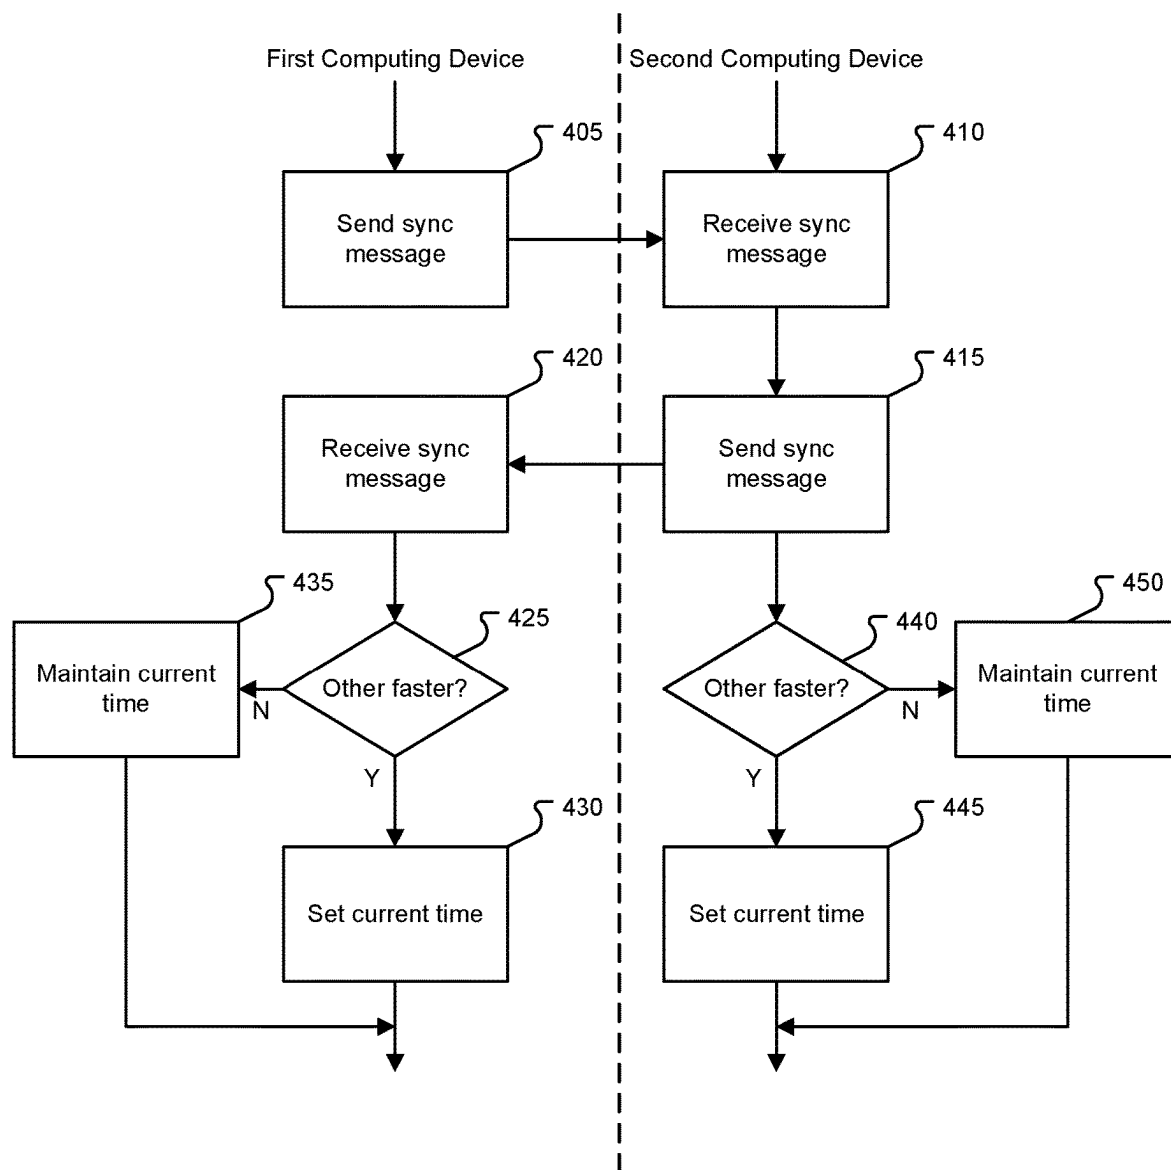 First Computing Device
Second Computing Device
405
410
Send sync
message
Receive sync
message
420
415
Receive sync
message
Send sync
message
435
425
440
450
Maintain current
time
Other faster?
Other faster?
Maintain current
time
N
N
Y
Y
430
445
Set current time
Set current time